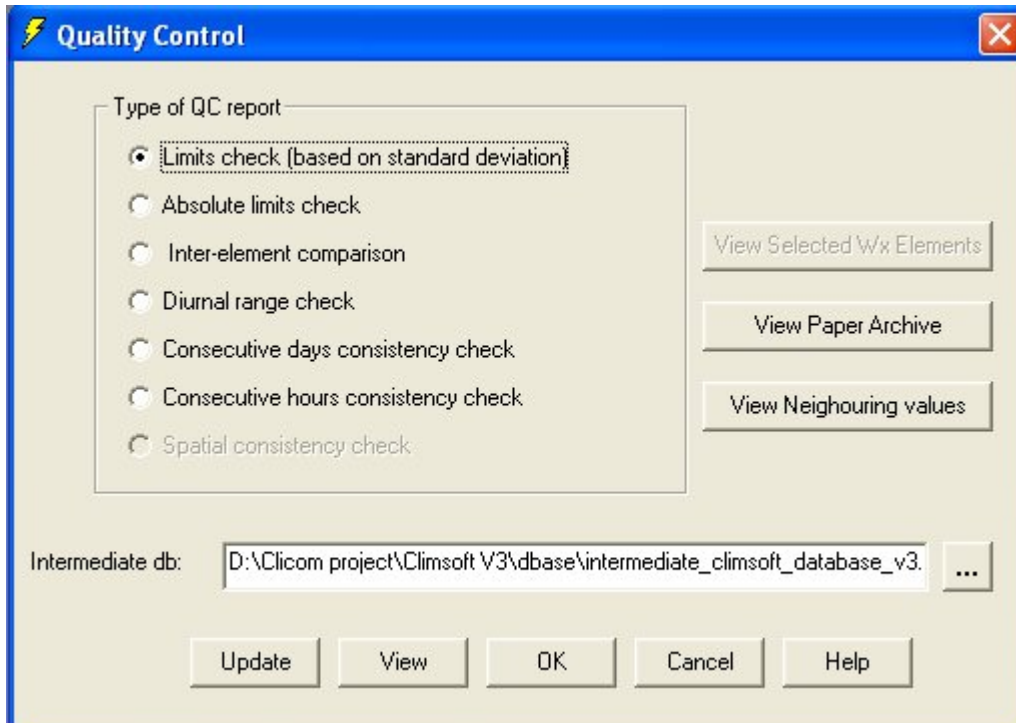 Quality Control
Type of QC report
Limits check (based on standard deviation)
Absolute limits check
Inter-element comparison
Diurnal range check
Consecutive days consistency check
Consecutive hours consistency check
Spatial consistency check
View Selected Wx Elements
View Paper Archive
View Neighouring values
Intermediate db:
D:\Clicom project\Climsoft V3\dbase\intermediate_climsoft_database_v3.
...
Update
View
OK
Cancel
Help